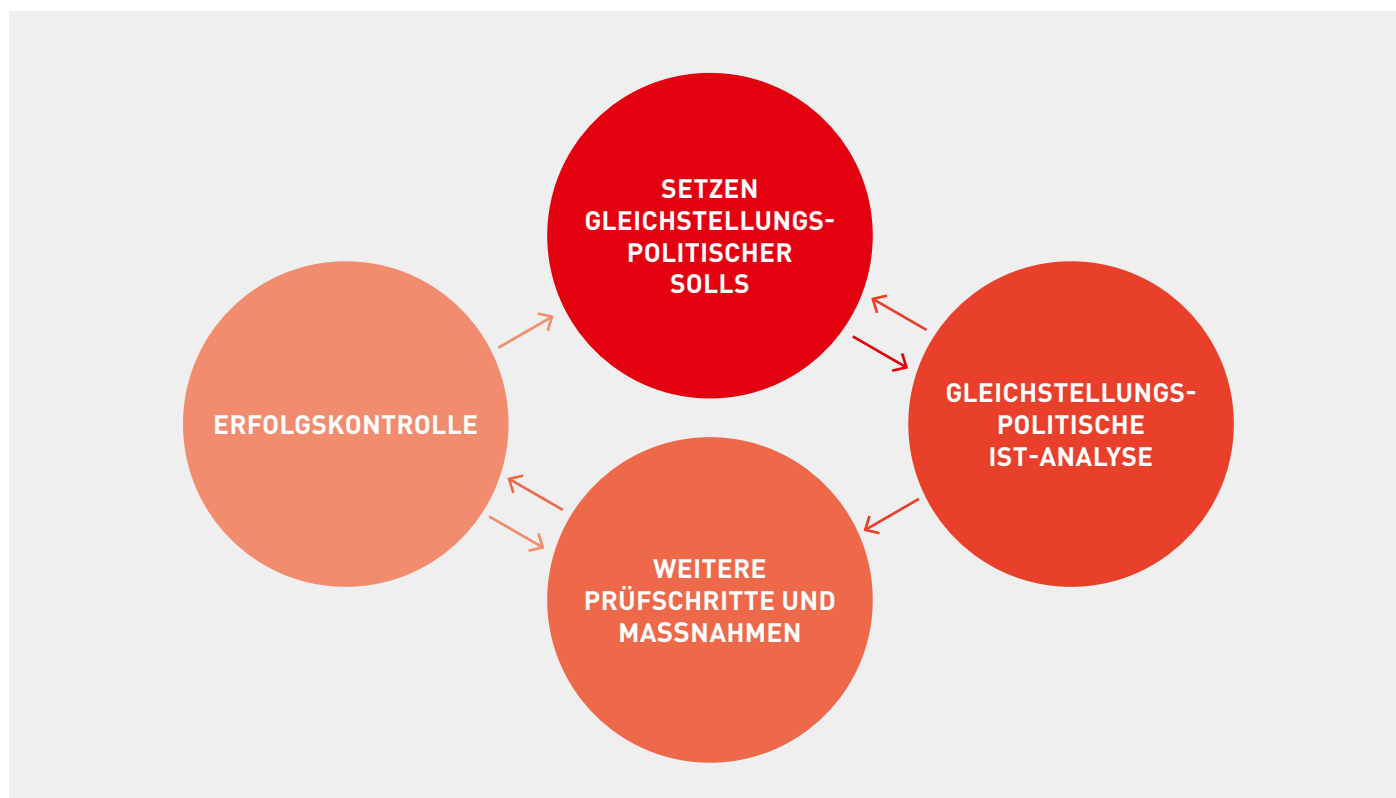 SETZEN
GLEICHSTELLUNGS-
POLITISCHER
SOLLS
ERFOLGSKONTROLLE
GLEICHSTELLUNGS-
POLITISCHE
IST-ANALYSE
WEITERE
PRÜFSCHRITTE UND
MASSNAHMEN